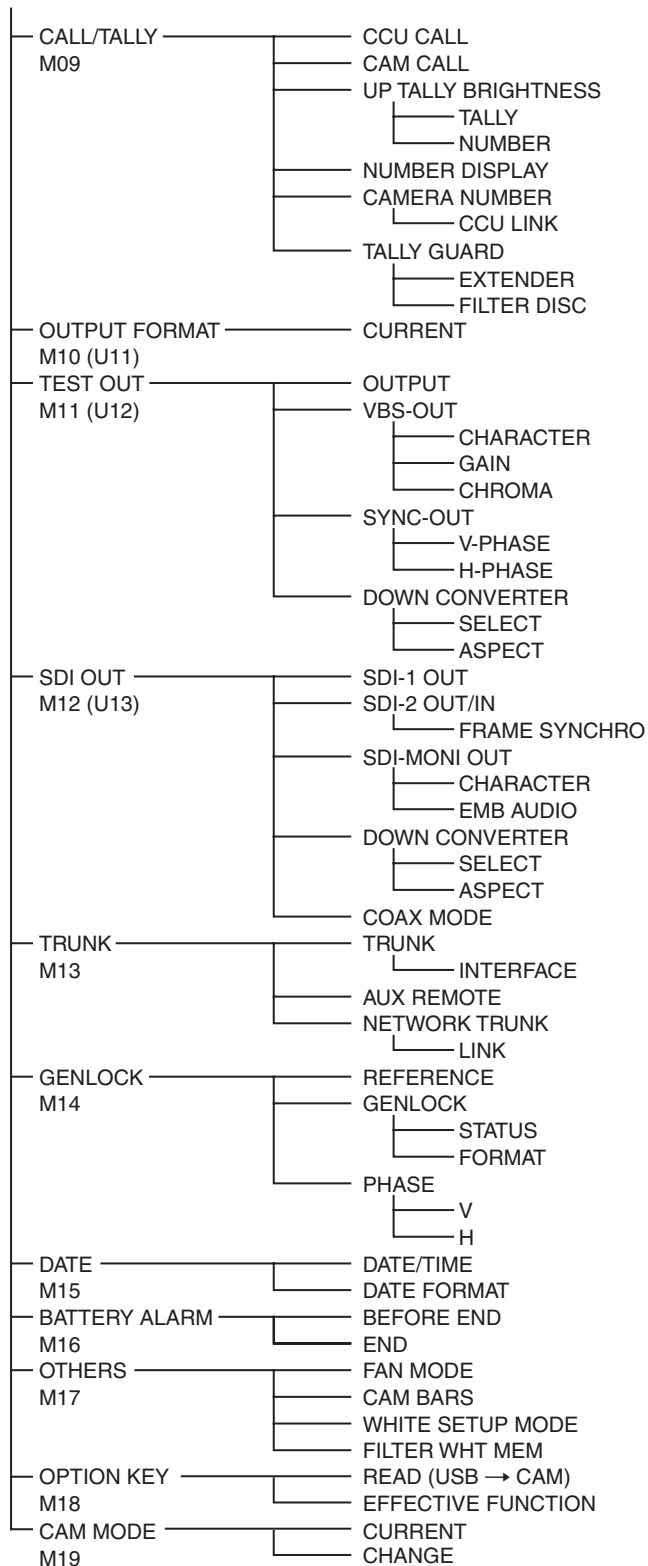 CALL/TALLY CCU CALL
M09 CAM CALL
UP TALLY BRIGHTNESS
TALLY
NUMBER
NUMBER DISPLAY
CAMERA NUMBER
CCU LINK
TALLY GUARD
EXTENDER
FILTER DISC
OUTPUT FORMAT CURRENT
M10 (U11)
TEST OUT OUTPUT
M11 (U12) VBS-OUT
CHARACTER
GAIN
CHROMA
SYNC-OUT
V-PHASE
H-PHASE
DOWN CONVERTER
SELECT
ASPECT
SDI OUT SDI-1 OUT
M12 (U13) SDI-2 OUT/IN
FRAME SYNCHRO
SDI-MONI OUT
CHARACTER
EMB AUDIO
DOWN CONVERTER
SELECT
ASPECT
COAX MODE
TRUNK TRUNK
M13 INTERFACE
AUX REMOTE
NETWORK TRUNK
LINK
GENLOCK REFERENCE
M14 GENLOCK
STATUS
FORMAT
PHASE
V
H
DATE DATE/TIME
M15 DATE FORMAT
BATTERY ALARM BEFORE END
M16 END
OTHERS FAN MODE
M17 CAM BARS
WHITE SETUP MODE
FILTER WHT MEM
OPTION KEY READ (USB → CAM)
M18 EFFECTIVE FUNCTION
CAM MODE CURRENT
M19 CHANGE